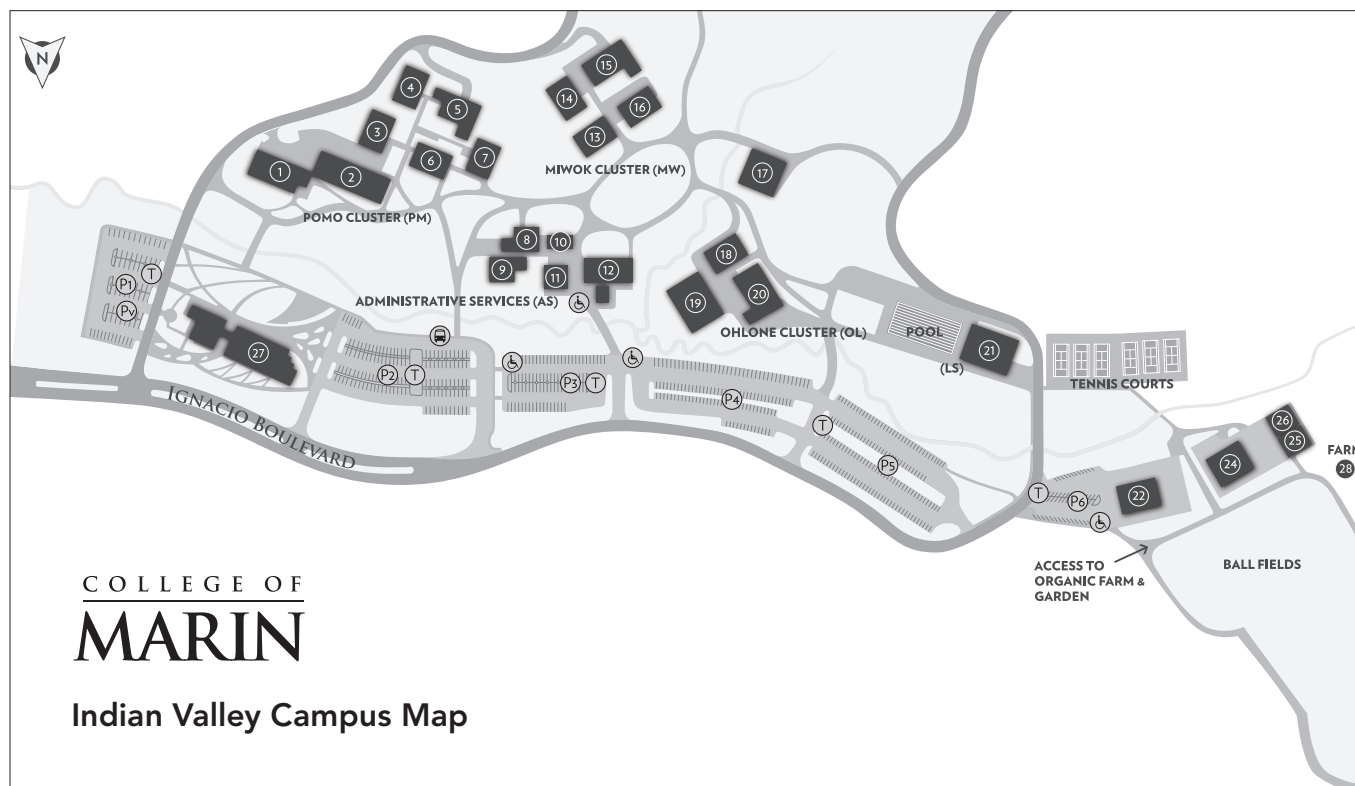 N
15
4
14
5
16
3
13
7
6
1
2
17
MIWOK CLUSTER (MW)
POMO CLUSTER (PM)
8
10
18
9
11
12
T
P1
20
19
ADMINISTRATIVE SERVICES (AS)
Pv
OHLONE CLUSTER (OL)
POOL
21
27
(LS)
P2
T
P3
T
TENNIS COURTS
P4
IGNACIO BOULEVARD
26
T
25
FARM
P5
24
28
T
P6
22
ACCESS TO
ORGANIC FARM &
GARDEN
BALL FIELDS
COLLEGE OF
MARIN
Indian Valley Campus Map